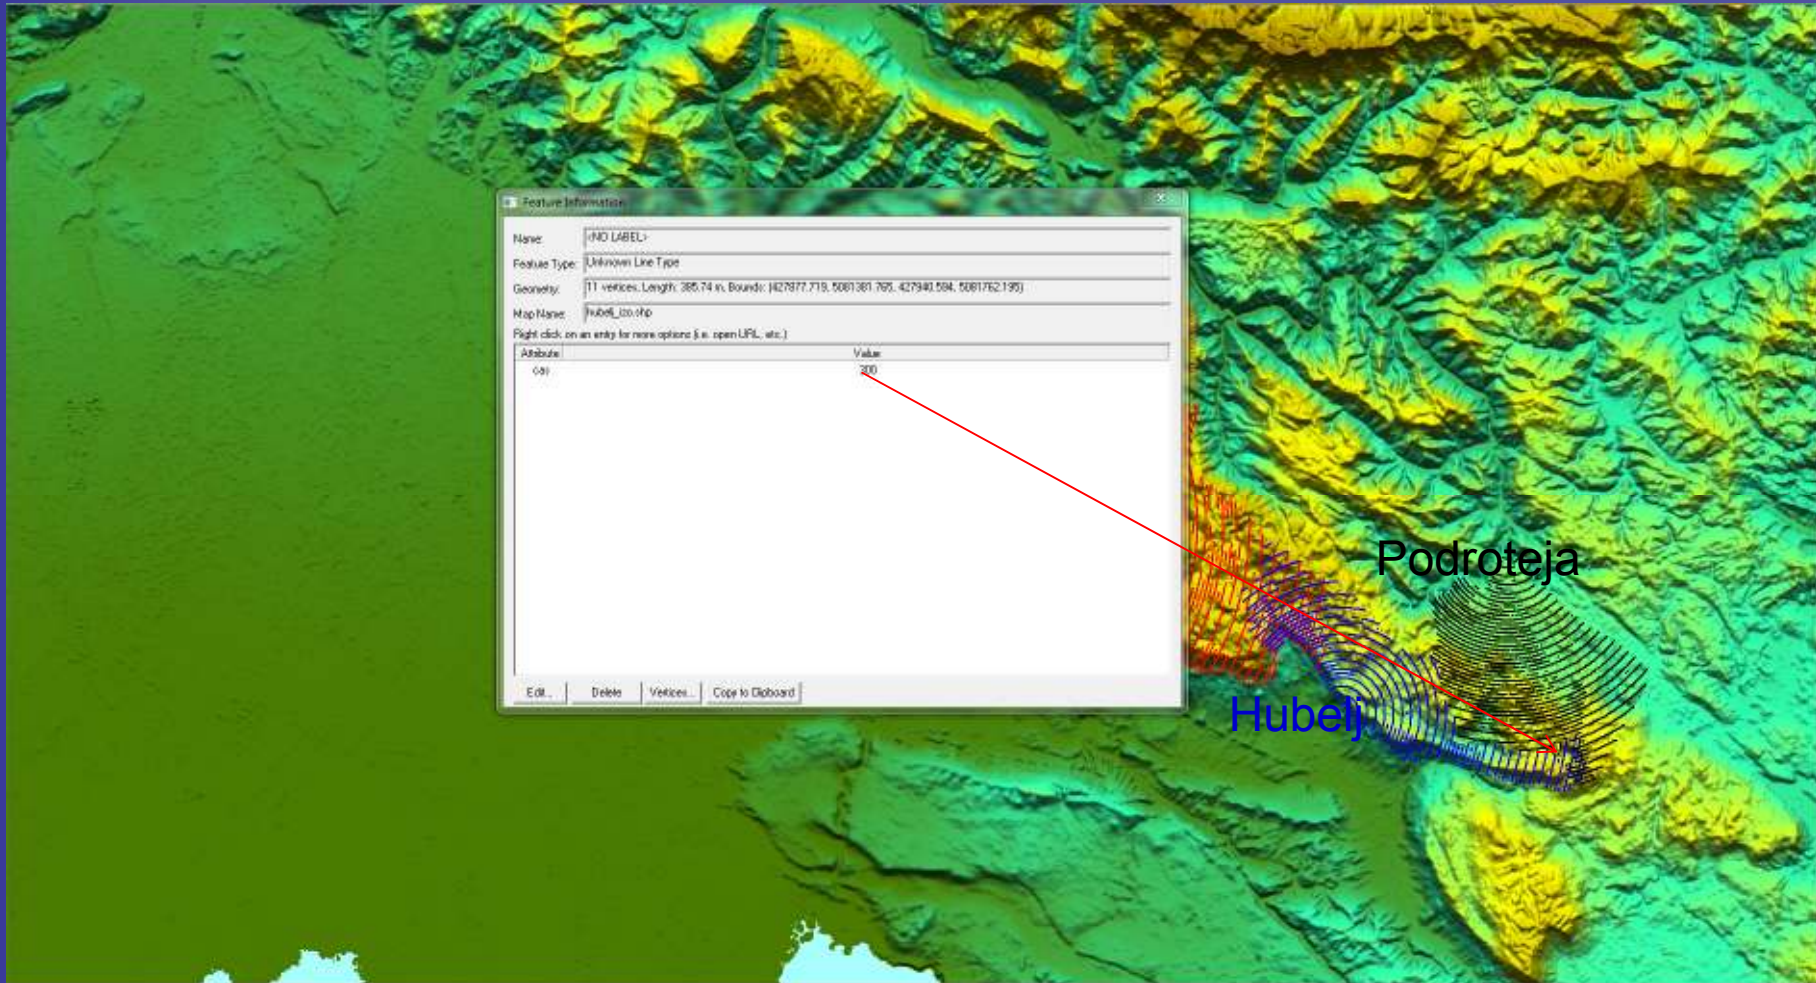 Feature Information
Name: <NO LABEL>
Feature Type: Unknown Line Type
Geometry: 11 vertices, Length: 385.74 m, Bounds: (427877.719, 5081381.765, 427940.594, 5081762.195)
Map Name: hubelj_izo.shp
Right click on an entry for more options (i.e. open URL, etc.)
Attribute Value
cas 300
Edit... Delete Vertices... Copy to Clipboard
Podroteja
Hubelj